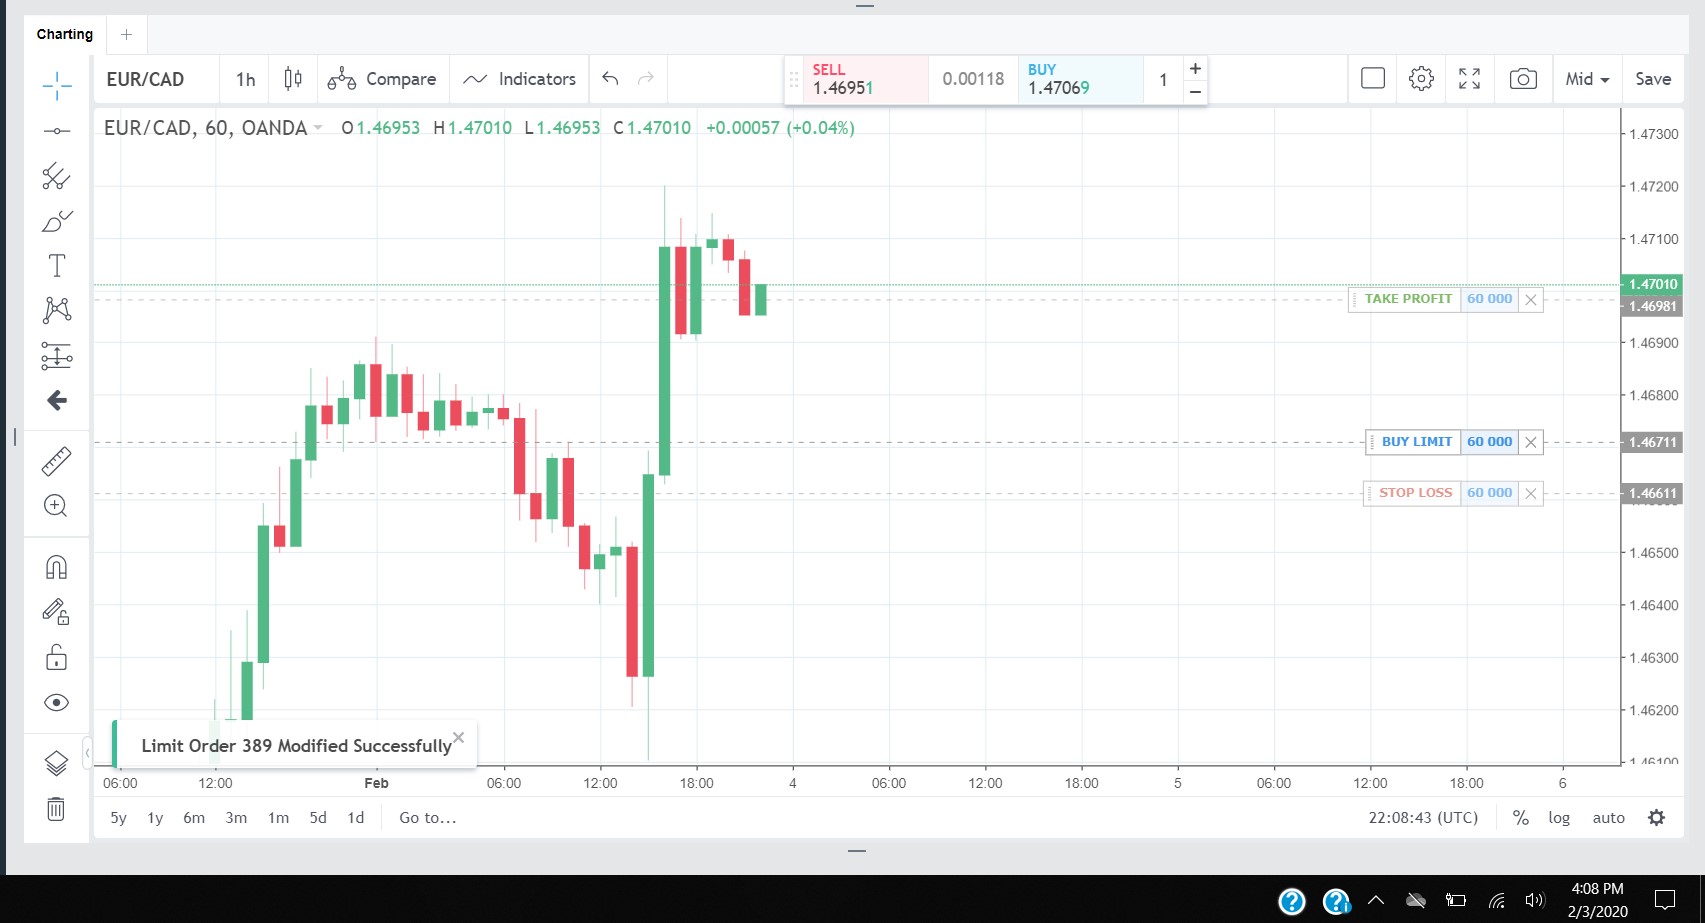 Charting
EUR/CAD 1h Compare Indicators SELL 1.46951 0.00118 BUY 1.47069 1 Mid Save
EUR/CAD, 60, OANDA O1.46953 H1.47010 L1.46953 C1.47010 +0.00057 (+0.04%)
1.47300
1.47200
1.47100
1.47010
TAKE PROFIT 60 000 1.46981
1.46900
1.46800
BUY LIMIT 60 000 1.46711
STOP LOSS 60 000 1.46611
1.46500
1.46400
1.46300
1.46200
Limit Order 389 Modified Successfully
1.46100
06:00 12:00 Feb 06:00 12:00 18:00 4 06:00 12:00 18:00 5 06:00 12:00 18:00 6
5y 1y 6m 3m 1m 5d 1d Go to... 22:08:43 (UTC) % log auto
4:08 PM
2/3/2020